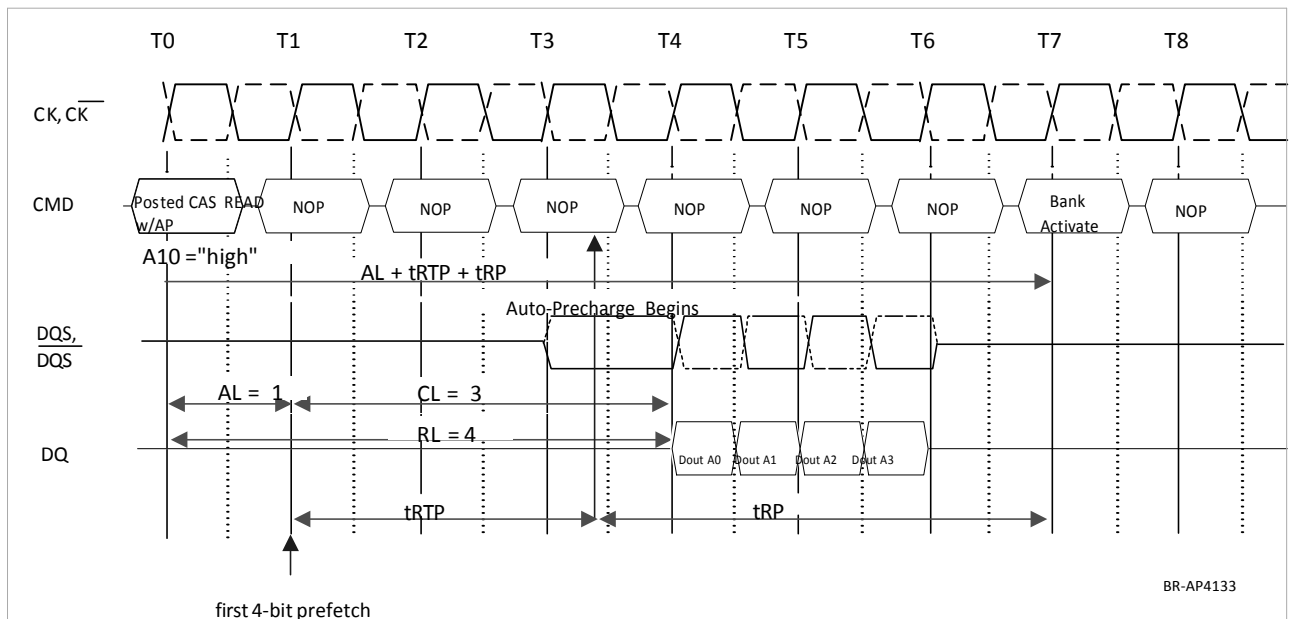 T0 T1 T2 T3 T4 T5 T6 T7 T8
CK, CK
CMD
Posted CAS READ
w/AP
NOP NOP NOP NOP NOP NOP Bank
Activate
NOP
A10 ="high"
AL + tRTP + tRP
Auto-Precharge Begins
DQS,
DQS
AL = 1
CL = 3
RL = 4
DQ
Dout A0 Dout A1 Dout A2 Dout A3
tRTP
tRP
BR-AP4133
first 4-bit prefetch